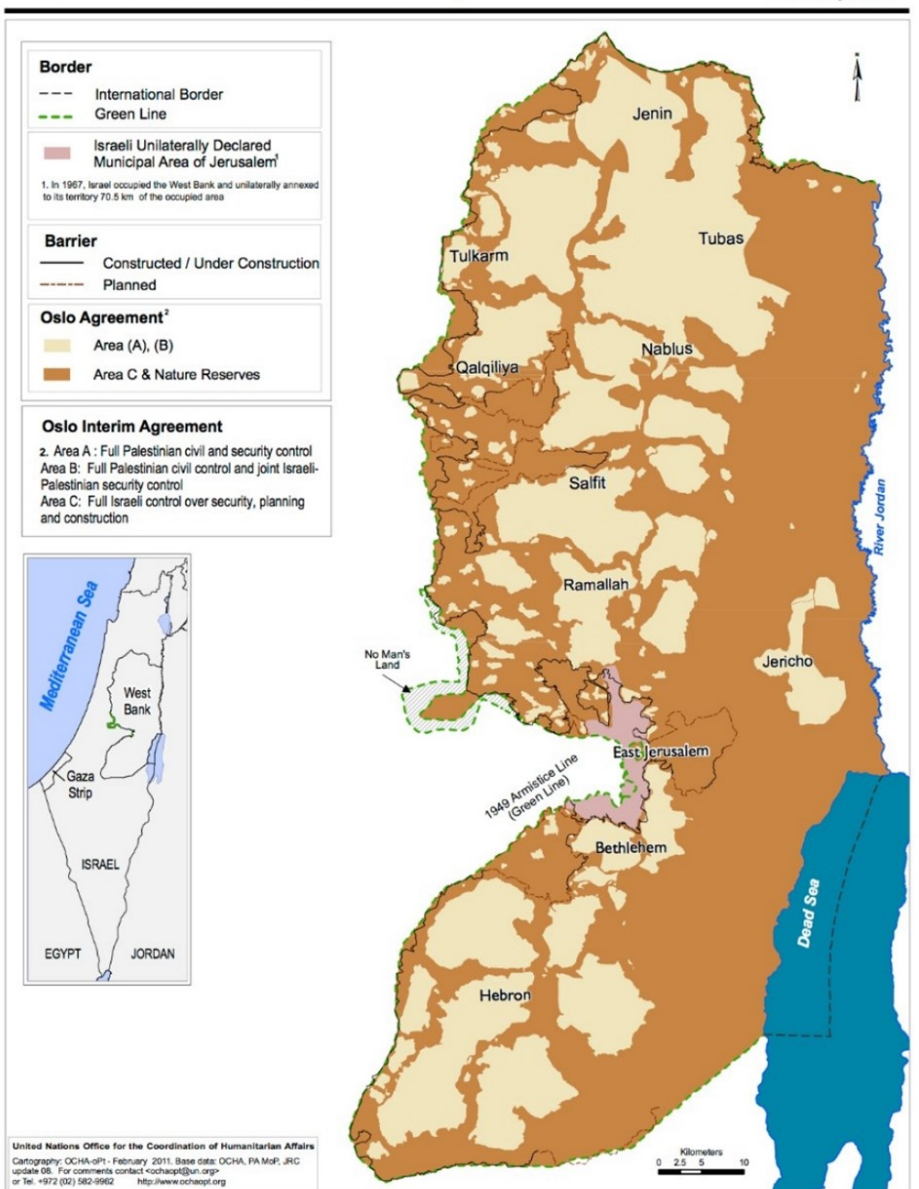 Border
International Border
Green Line
Israeli Unilaterally Declared
Municipal Area of Jerusalem1
1. In 1967, Israel occupied the West Bank and unilaterally annexed
to its territory 70.5 km of the occupied area
Barrier
Constructed / Under Construction
Planned
Oslo Agreement2
Area (A), (B)
Area C & Nature Reserves
Oslo Interim Agreement
2. Area A : Full Palestinian civil and security control
Area B: Full Palestinian civil control and joint Israeli-
Palestinian security control
Area C: Full Israeli control over security, planning
and construction
Mediterranean Sea
West
Bank
Gaza
Strip
ISRAEL
EGYPT
JORDAN
Jenin
Tubas
Tulkarm
Nablus
Qalqiliya
Salfit
River Jordan
Ramallah
No Man's
Land
Jericho
East Jerusalem
1949 Armistice Line
(Green Line)
Bethlehem
Dead Sea
Hebron
United Nations Office for the Coordination of Humanitarian Affairs
Cartography: OCHA-oPt - February 2011. Base data: OCHA, PA MoP, JRC
update 08. For comments contact <ochaopt@un.org>
or Tel. +972 (02) 582-9962 http://www.ochaopt.org
Kilometers
0 2.5 5 10